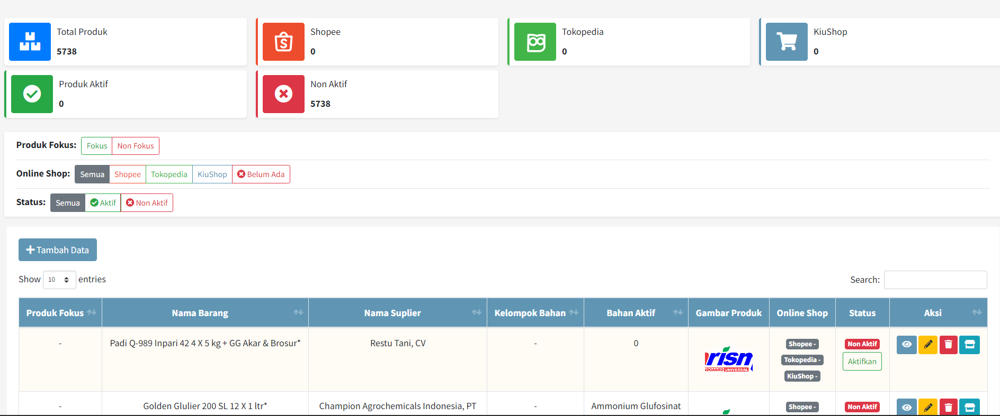 Total Produk
5738
Shopee
0
Tokopedia
0
KiuShop
0
Produk Aktif
0
Non Aktif
5738
Produk Fokus: Fokus Non Fokus
Online Shop: Semua Shopee Tokopedia KiuShop Belum Ada
Status: Semua Aktif Non Aktif
Tambah Data
Show 10 entries
Search:
Produk Fokus Nama Barang Nama Suplier Kelompok Bahan Bahan Aktif Gambar Produk Online Shop Status Aksi
- Padi Q-989 Inpari 42 4 X 5 kg + GG Akar & Brosur* Restu Tani, CV - 0
risn
DOAGRO UNIVERSAL
Shopee -
Tokopedia -
KiuShop -
Non Aktif
Aktifkan
- Golden Glulier 200 SL 12 X 1 ltr* Champion Agrochemicals Indonesia, PT - Ammonium Glufosinat
Shopee -
Non Aktif